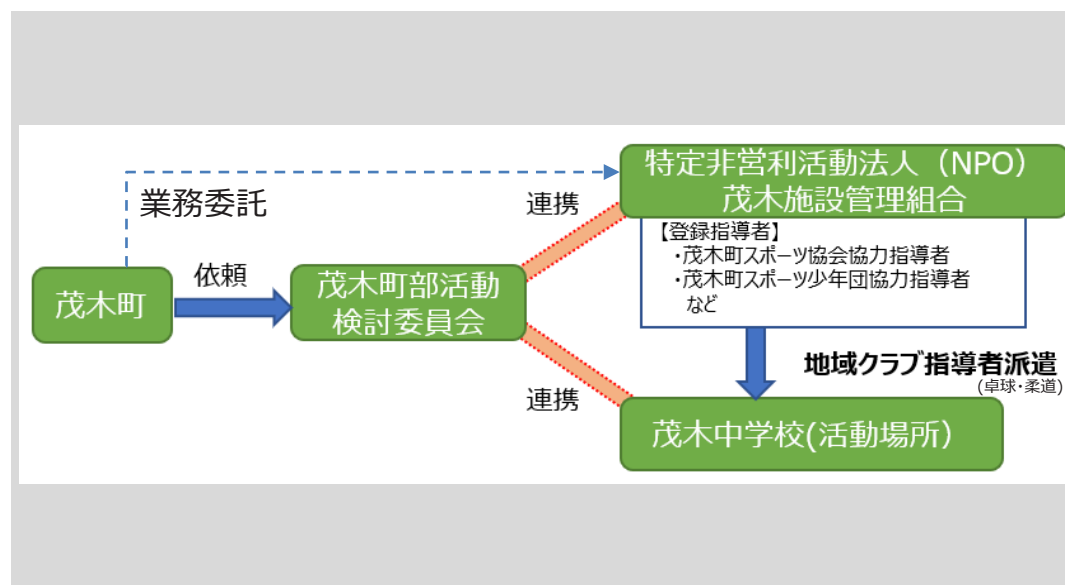 特定非営利活動法人（NPO）
茂木施設管理組合
業務委託
連携
【登録指導者】
・茂木町スポーツ協会協力指導者
・茂木町スポーツ少年団協力指導者
など
茂木町
依頼
茂木町部活動
検討委員会
地域クラブ指導者派遣
(卓球・柔道)
連携
茂木中学校(活動場所）